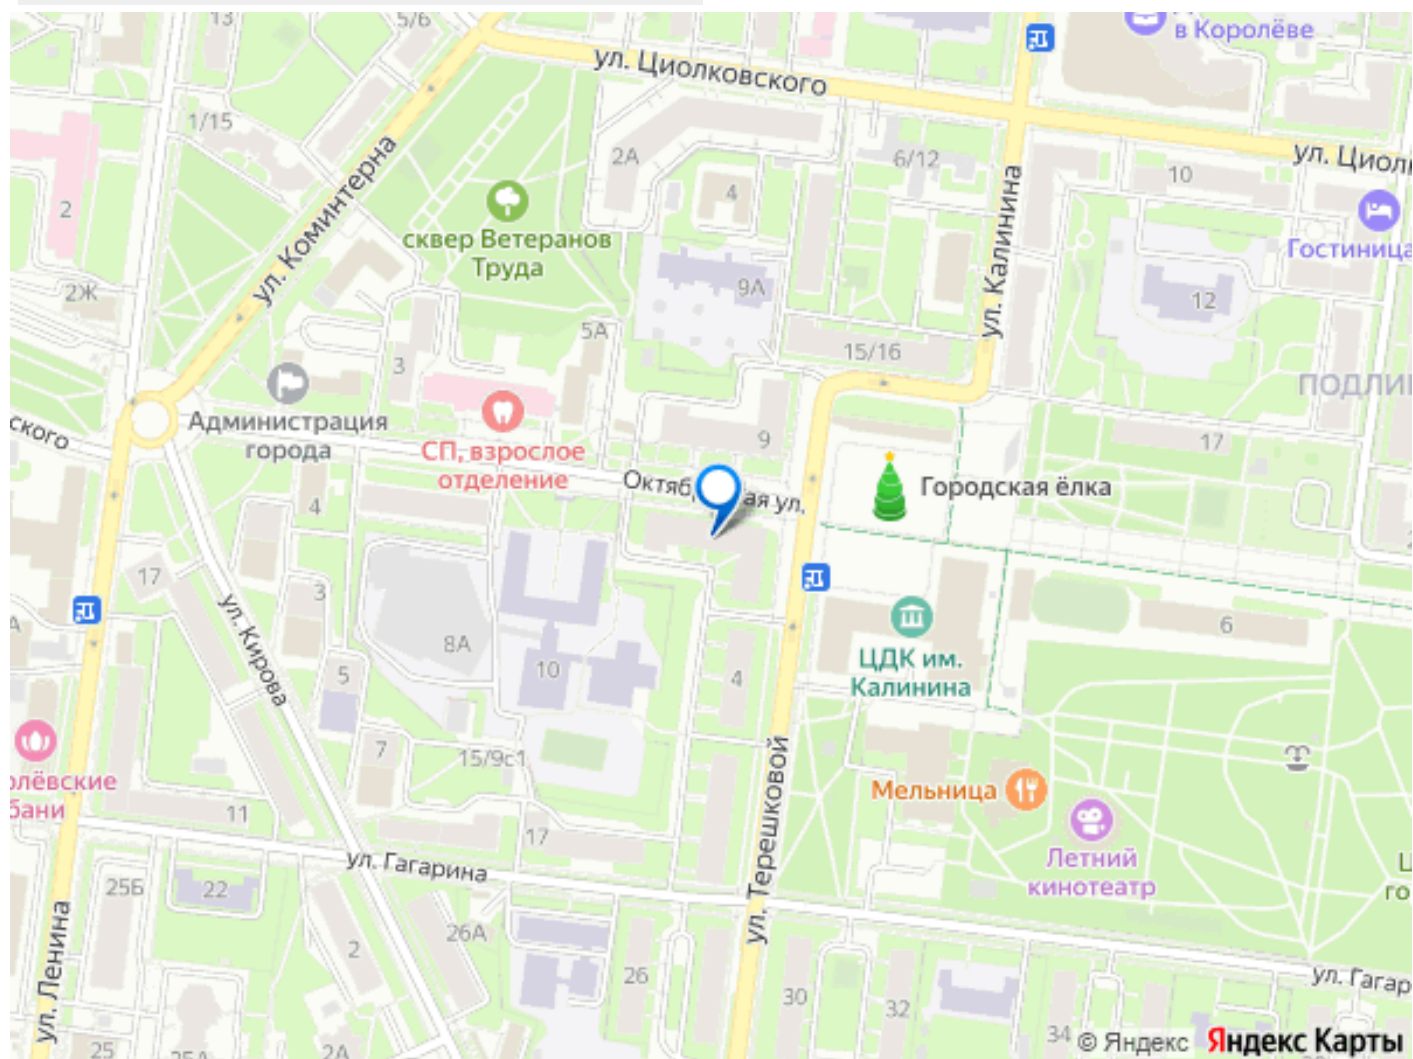 13
5/6
в Королёве
ул. Циолковского
1/15
2А
6/12
ул. Циол
10
2
4
ул. Коминтерна
ул. Калинина
сквер Ветеранов
Труда
Гостиница
2Ж
9А
12
5А
3
15/16
ПОДЛИ
Администрация
города
ского
СП, взрослое
отделение
9
17
Городская ёлка
4
Октяб
ая ул.
17
3
ул. Кирова
8А
10
5
4
6
ЦДК им.
Калинина
А
7
15/9с1
олёвские
бани
Мельница
11
17
ул. Терешковой
Летний
кинотеатр
ул. Гагарина
Ц
го
25Б
22
26А
2
26
30
32
34
ул. Ленина
ул. Гагар
25
25А
2А
© Яндекс
Яндекс Карты